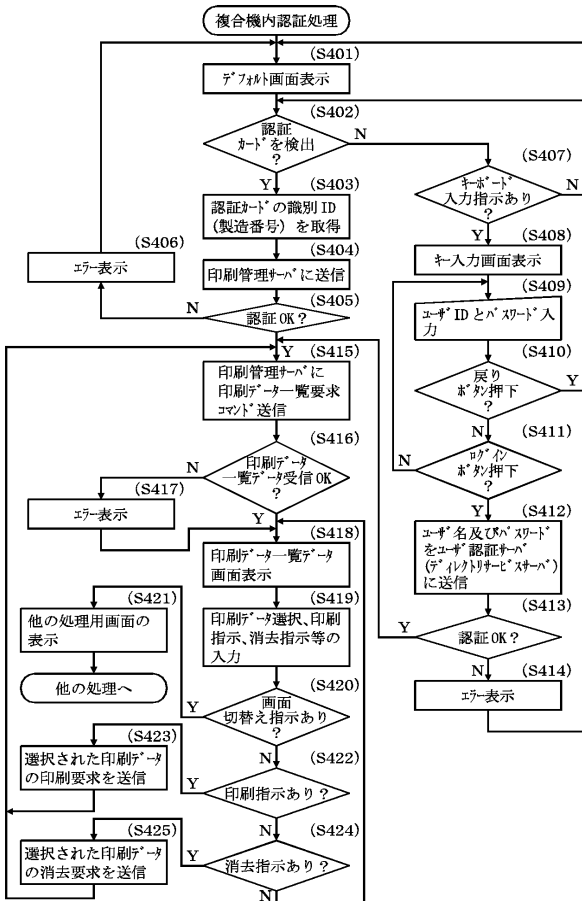 複合機内認証処理
(S401)
ﾃﾞﾌｫﾙﾄ画面表示
(S402)
認証
ｶｰﾄﾞを検出
?
N
Y
(S403)
認証ｶｰﾄﾞの識別ID
(製造番号) を取得
(S404)
印刷管理ｻｰﾊﾞに送信
(S405)
認証OK?
N
Y
(S406)
ｴﾗｰ表示
(S407)
ｷｰﾎﾞｰﾄﾞ
入力指示あり
?
N
Y
(S408)
ｷｰ入力画面表示
(S409)
ﾕｰｻﾞIDとﾊﾟｽﾜｰﾄﾞ入
力
(S410)
戻り
ﾎﾞﾀﾝ押下
?
Y
N
(S411)
ﾛｸﾞｲﾝ
ﾎﾞﾀﾝ押下
?
N
Y
(S412)
ﾕｰｻﾞ名及びﾊﾟｽﾜｰﾄﾞ
をﾕｰｻﾞ認証ｻｰﾊﾞ
(ﾃﾞｨﾚｸﾄﾘｻｰﾋﾞｽｻｰﾊﾞ)
に送信
(S413)
認証OK?
Y
N
(S414)
ｴﾗｰ表示
(S415)
印刷管理ｻｰﾊﾞに
印刷ﾃﾞｰﾀ一覧要求
ｺﾏﾝﾄﾞ送信
(S416)
印刷ﾃﾞｰﾀ
一覧ﾃﾞｰﾀ受信OK
?
N
Y
(S417)
ｴﾗｰ表示
(S418)
印刷ﾃﾞｰﾀ一覧ﾃﾞｰﾀ
画面表示
(S419)
印刷ﾃﾞｰﾀ選択、印刷
指示、消去指示等の
入力
(S420)
画面
切替え指示あり
?
Y
N
(S421)
他の処理用画面の
表示
他の処理へ
(S422)
印刷指示あり?
Y
N
(S423)
選択された印刷ﾃﾞｰﾀ
の印刷要求を送信
(S424)
消去指示あり?
Y
N
(S425)
選択された印刷ﾃﾞｰﾀ
の消去要求を送信